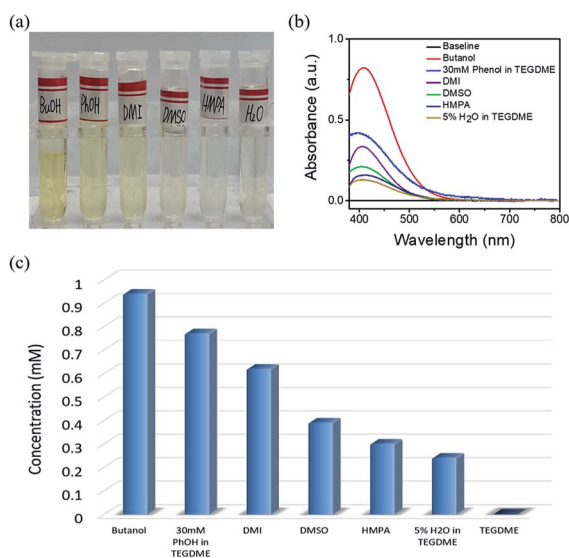 (a)
BuOH
PhOH
DMI
DMSO
HMPA
H₂O
(b)
Absorbance (a.u.)
1.0
0.5
0.0
Baseline
Butanol
30mM Phenol in TEGDME
DMI
DMSO
HMPA
5% H₂O in TEGDME
400 500 600 700 800
Wavelength (nm)
(c)
Concentration (mM)
1
0.9
0.8
0.7
0.6
0.5
0.4
0.3
0.2
0.1
0
Butanol
30mM
PhOH in
TEGDME
DMI
DMSO
HMPA
5% H2O in
TEGDME
TEGDME